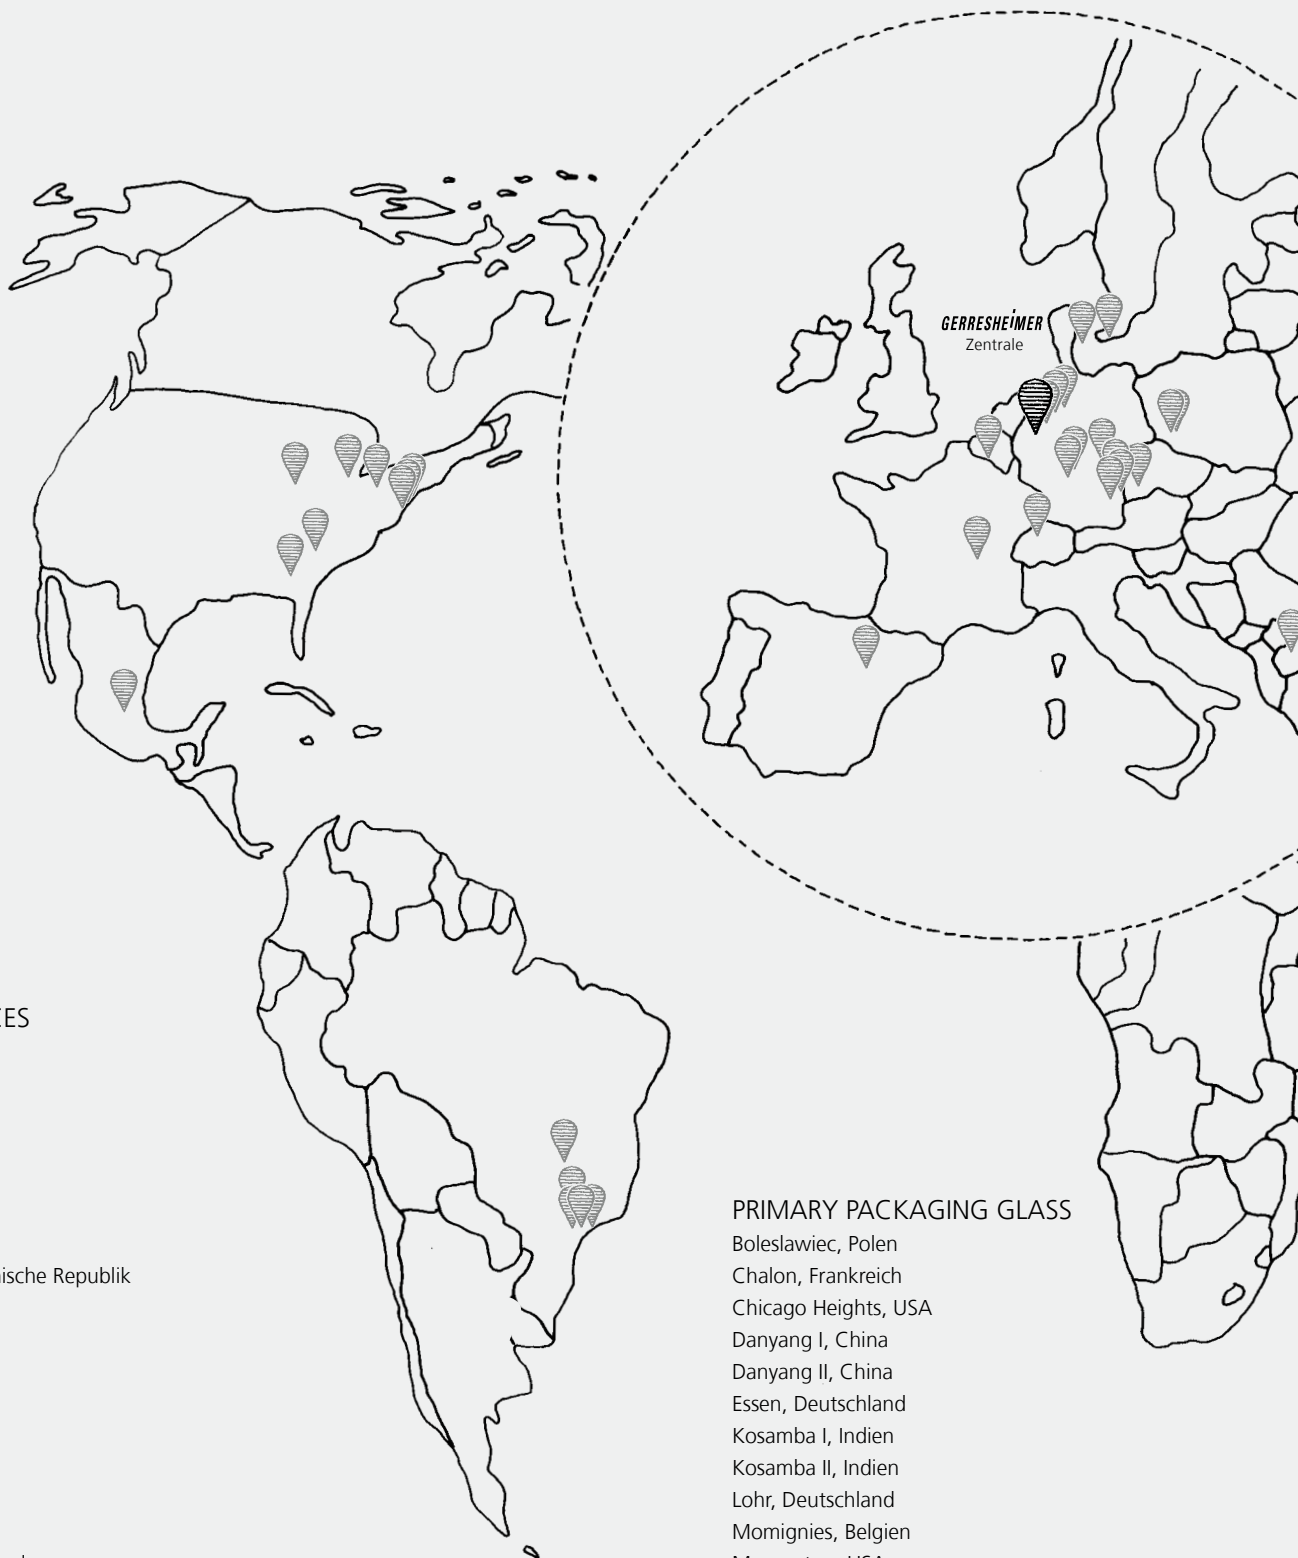 GERRESHEIMER
Zentrale
PRIMARY PACKAGING GLASS
Boleslawiec, Polen
Chalon, Frankreich
Chicago Heights, USA
Danyang I, China
Danyang II, China
Essen, Deutschland
Kosamba I, Indien
Kosamba II, Indien
Lohr, Deutschland
Momignies, Belgien
Republik